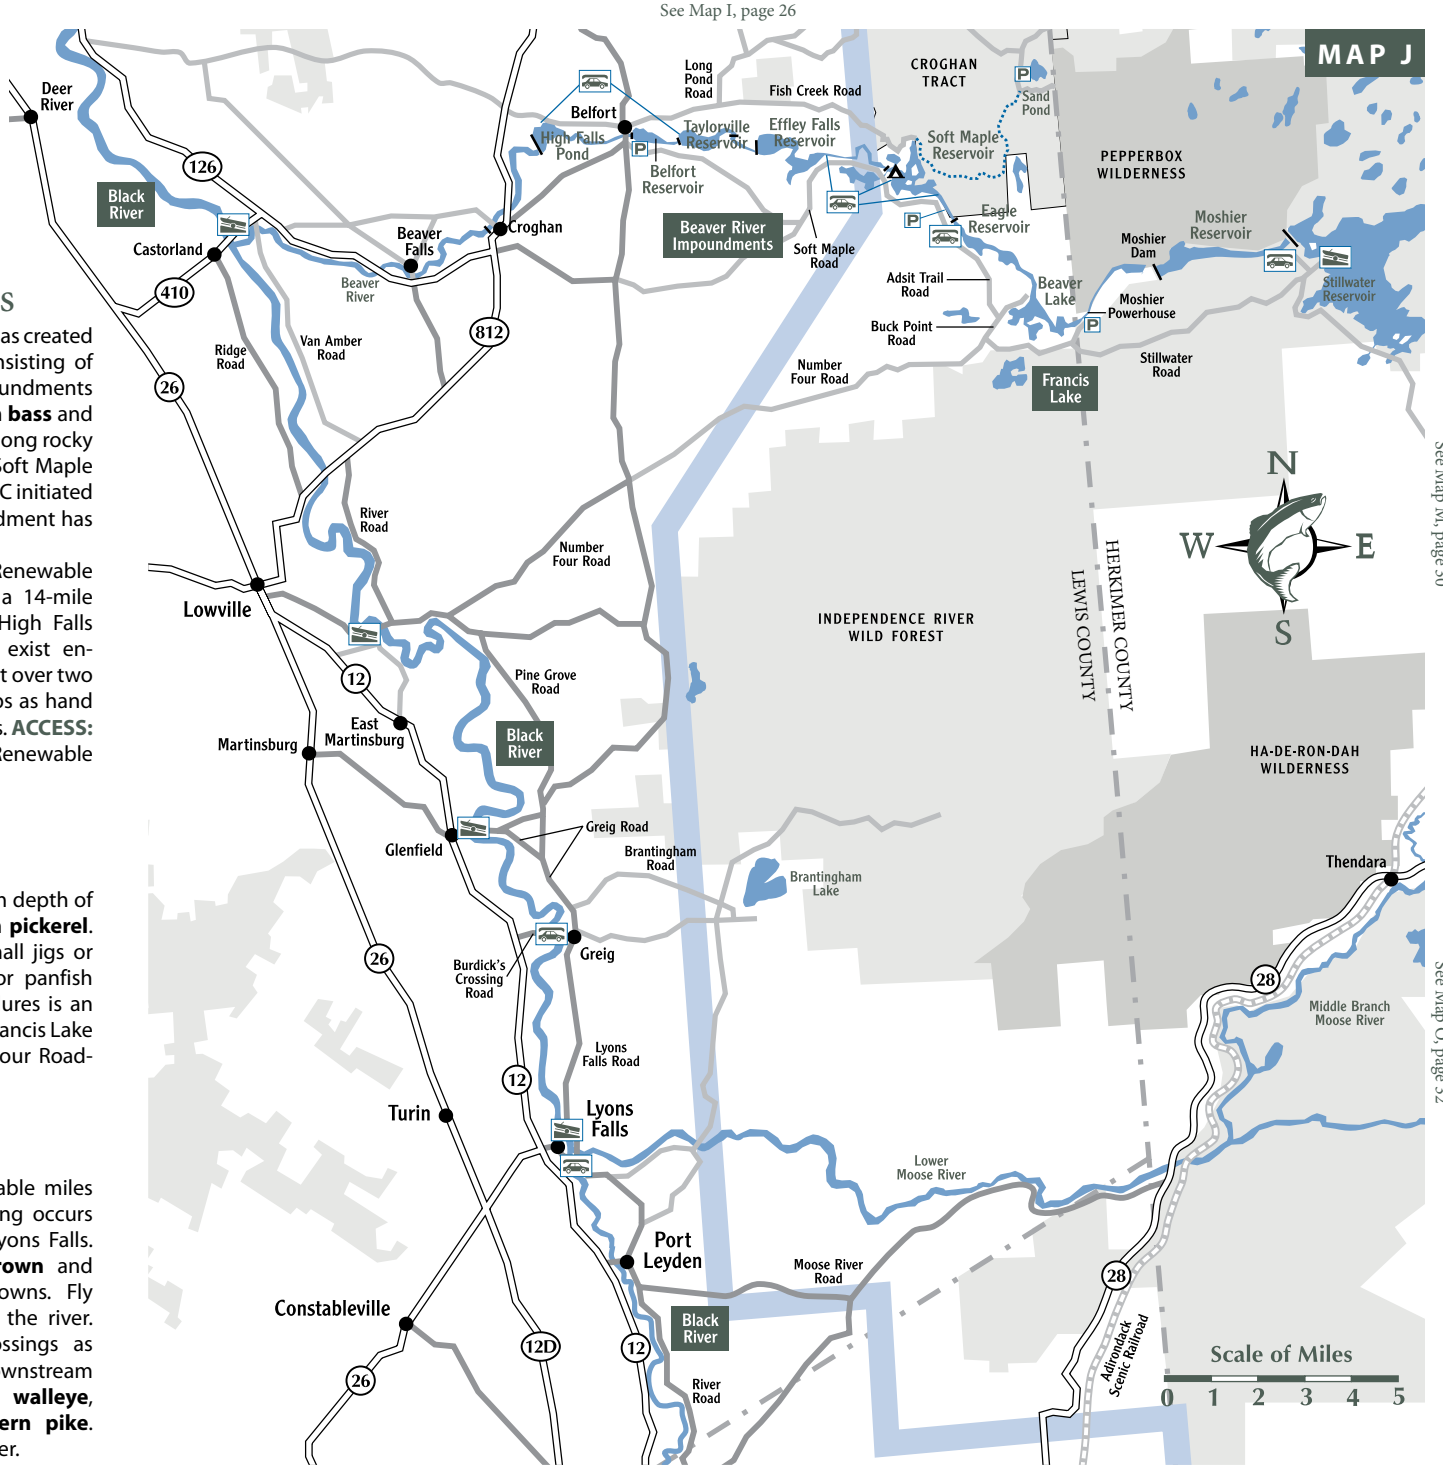 See Map I, page 26
MAP J
Deer
River
Long
Pond
Road
CROGHAN
TRACT
Fish Creek Road
P
Sand
Pond
Belfort
High Falls
Pond
P
Taylorville
Reservoir
Effley Falls
Reservoir
Soft Maple
Reservoir
Belfort
Reservoir
PEPPERBOX
WILDERNESS
126
Black
River
Castorland
Beaver
Falls
Croghan
Beaver River
Impoundments
Soft Maple
Road
P
Eagle
Reservoir
Moshier
Reservoir
Moshier
Dam
Stillwater
Reservoir
Beaver
River
410
Adsit Trail
Road
Beaver
Lake
Moshier
Powerhouse
P
Buck Point
Road
812
Ridge
Road
Van Amber
Road
Number
Four Road
Stillwater
Road
Francis
Lake
26
S
as created
nsisting of
undments
bass and
ong rocky
Soft Maple
C initiated
dment has
Renewable
a 14-mile
High Falls
exist en-
t over two
ps as hand
s. ACCESS:
Renewable
River
Road
Number
Four Road
N
W
E
S
See Map M, page 30
HERKIMER COUNTY
LEWIS COUNTY
Lowville
INDEPENDENCE RIVER
WILD FOREST
12
East
Martinsburg
Pine Grove
Road
Black
River
Martinsburg
HA-DE-RON-DAH
WILDERNESS
Glenfield
Greig Road
Brantingham
Road
Brantingham
Lake
Thendara
m depth of
pickerel.
mall jigs or
or panfish
ures is an
rancis Lake
our Road-
26
Burdick's
Crossing
Road
Greig
28
Middle Branch
Moose River
See Map O, page 32
Lyons
Falls Road
12
Turin
Lyons
Falls
Lower
Moose River
able miles
ng occurs
yons Falls.
rown and
owns. Fly
the river.
ossings as
ownstream
walleye,
ern pike.
er.
Port
Leyden
Moose River
Road
28
Constableville
Black
River
12D
12
26
River
Road
Adirondack
Scenic Railroad
Scale of Miles
0 1 2 3 4 5